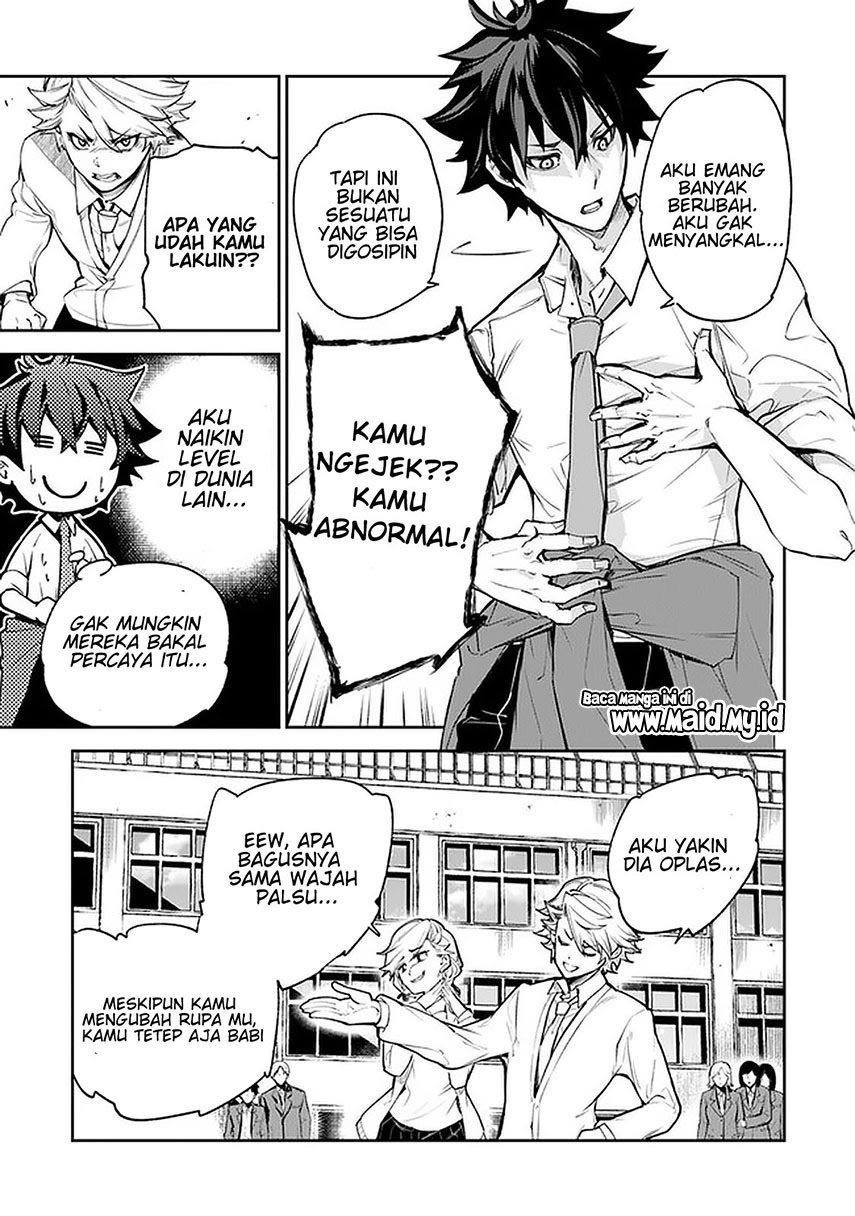 AKU EMANG
BANYAK
BERUBAH.
AKU GAK
MENYANGKAL...
TAPI INI
BUKAN
SESUATU
YANG BISA
DIGOSIPIN
KAMU
NGEJEK??
KAMU
ABNORMAL!
APA YANG
UDAH KAMU
LAKUIN??
AKU
NAIKIN
LEVEL
DI DUNIA
LAIN...
GAK MUNGKIN
MEREKA BAKAL
PERCAYA ITU...
Baca manga ini di
www.Maid.my.id
AKU YAKIN
DIA OPLAS...
EEW, APA
BAGUSNYA
SAMA WAJAH
PALSU...
MESKIPUN KAMU
MENGUBAH RUPA MU,
KAMU TETEP AJA BABI